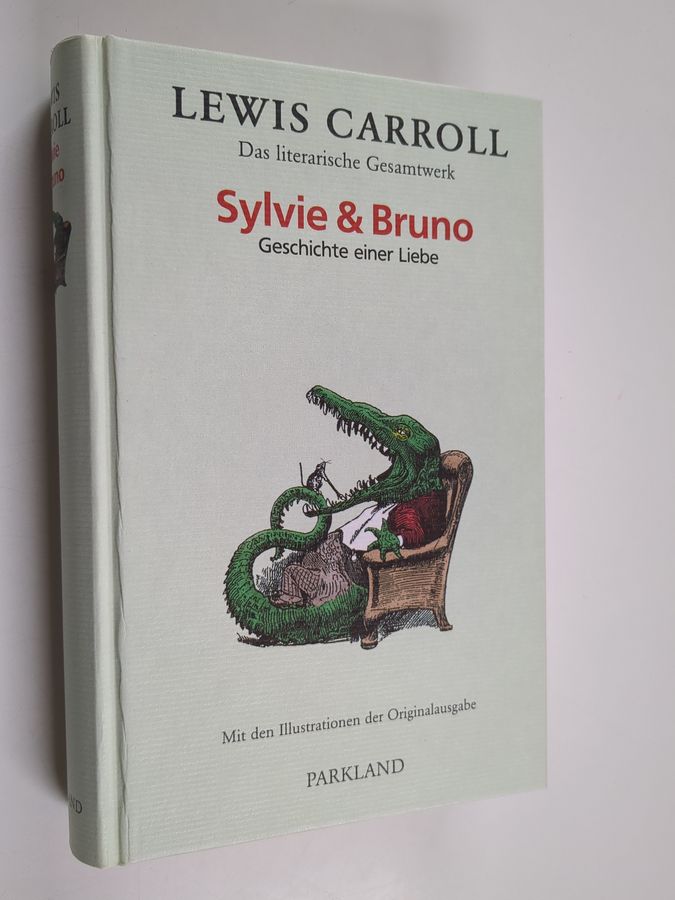 LEWIS CARROLL
Das literarische Gesamtwerk
Sylvie & Bruno
Geschichte einer Liebe
Mit den Illustrationen der Originalausgabe
PARKLAND